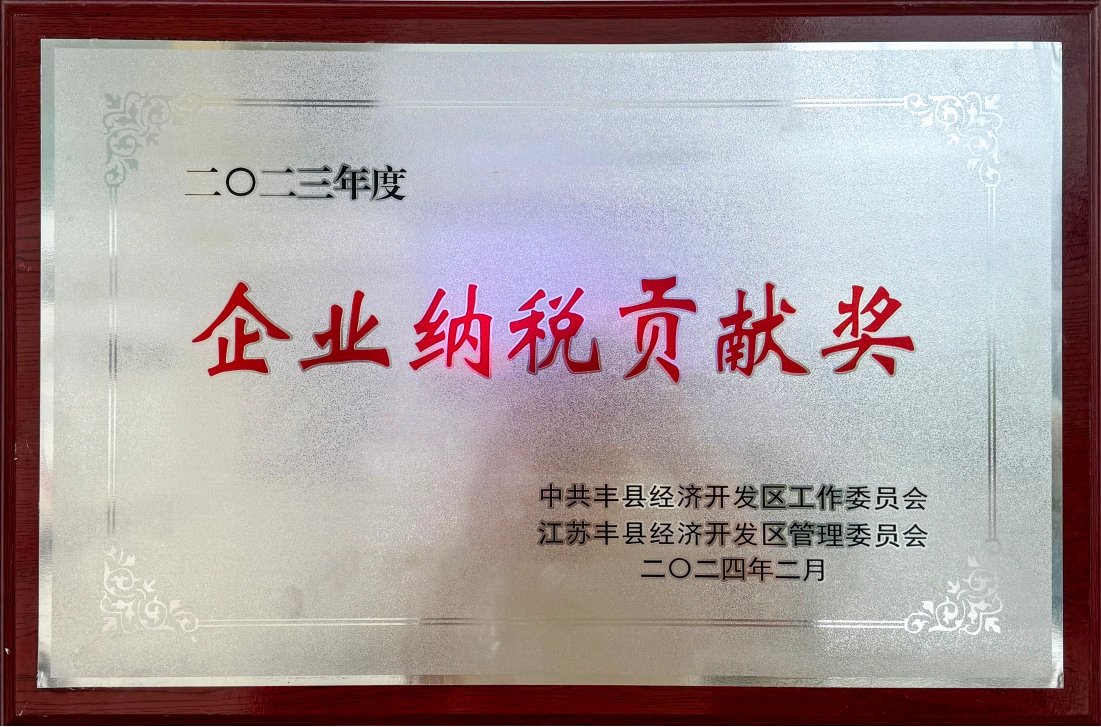 二〇二三年度
企业纳税贡献奖
中共丰县经济开发区工作委员会
江苏丰县经济开发区管理委员会
二〇二四年二月